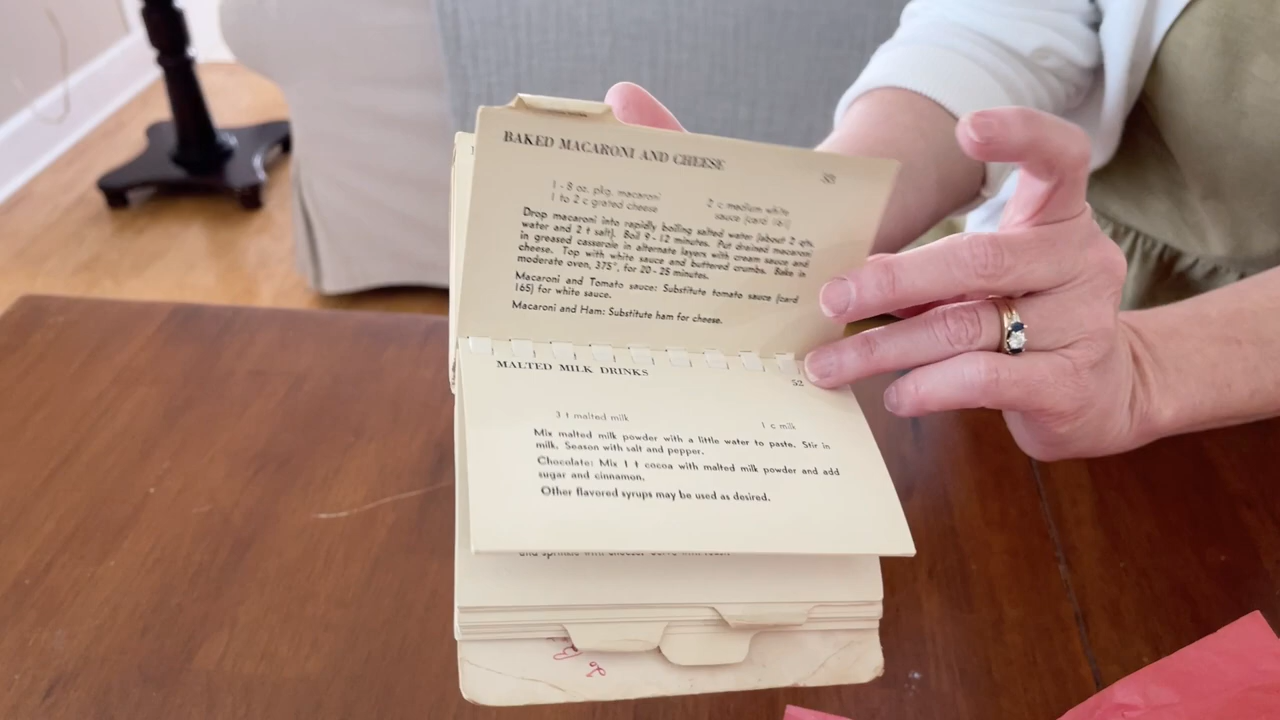 BAKED MACARONI AND CHEESE
53
1 - 8 oz. pkg. macaroni 2 c medium white
1 to 2 c grated cheese sauce (card 161)
Drop macaroni into rapidly boiling salted water (about 2 qts.
water and 2 t salt). Boil 9 - 12 minutes. Put drained macaroni
in greased casserole in alternate layers with cream sauce and
cheese. Top with white sauce and buttered crumbs. Bake in
moderate oven, 375°, for 20 - 25 minutes.
Macaroni and Tomato sauce: Substitute tomato sauce (card
165) for white sauce.
Macaroni and Ham: Substitute ham for cheese.
MALTED MILK DRINKS
52
3 t malted milk 1 c milk
Mix malted milk powder with a little water to paste. Stir in
milk. Season with salt and pepper.
Chocolate: Mix 1 t cocoa with malted milk powder and add
sugar and cinnamon.
Other flavored syrups may be used as desired.
and sprinkle with